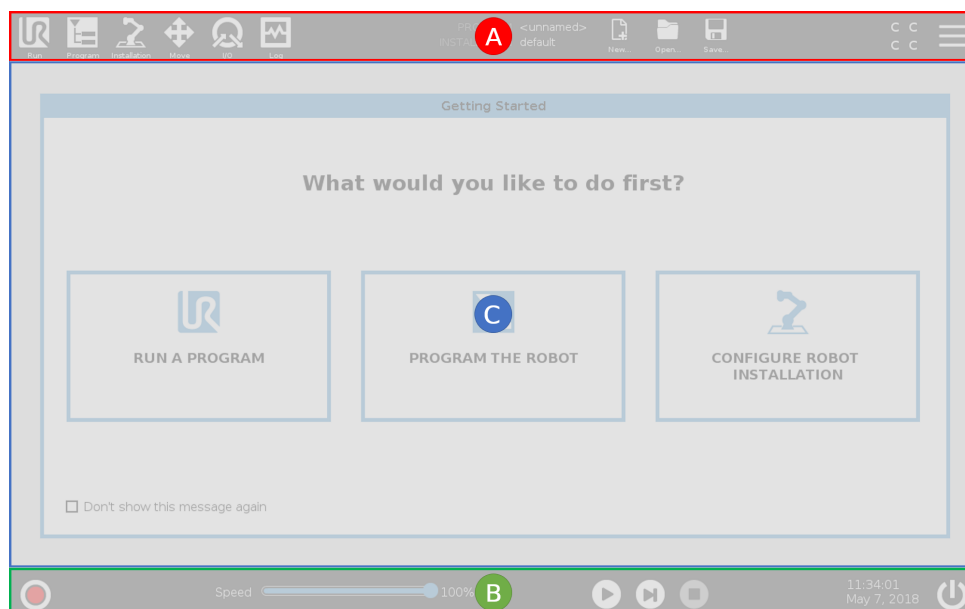 <unnamed>
default
C C
C C
Run
Program
Installation
Move
I/O
Log
New...
Open...
Save...
A
Getting Started
What would you like to do first?
C
RUN A PROGRAM
PROGRAM THE ROBOT
CONFIGURE ROBOT
INSTALLATION
Don't show this message again
Speed
100%
B
11:34:01
May 7, 2018